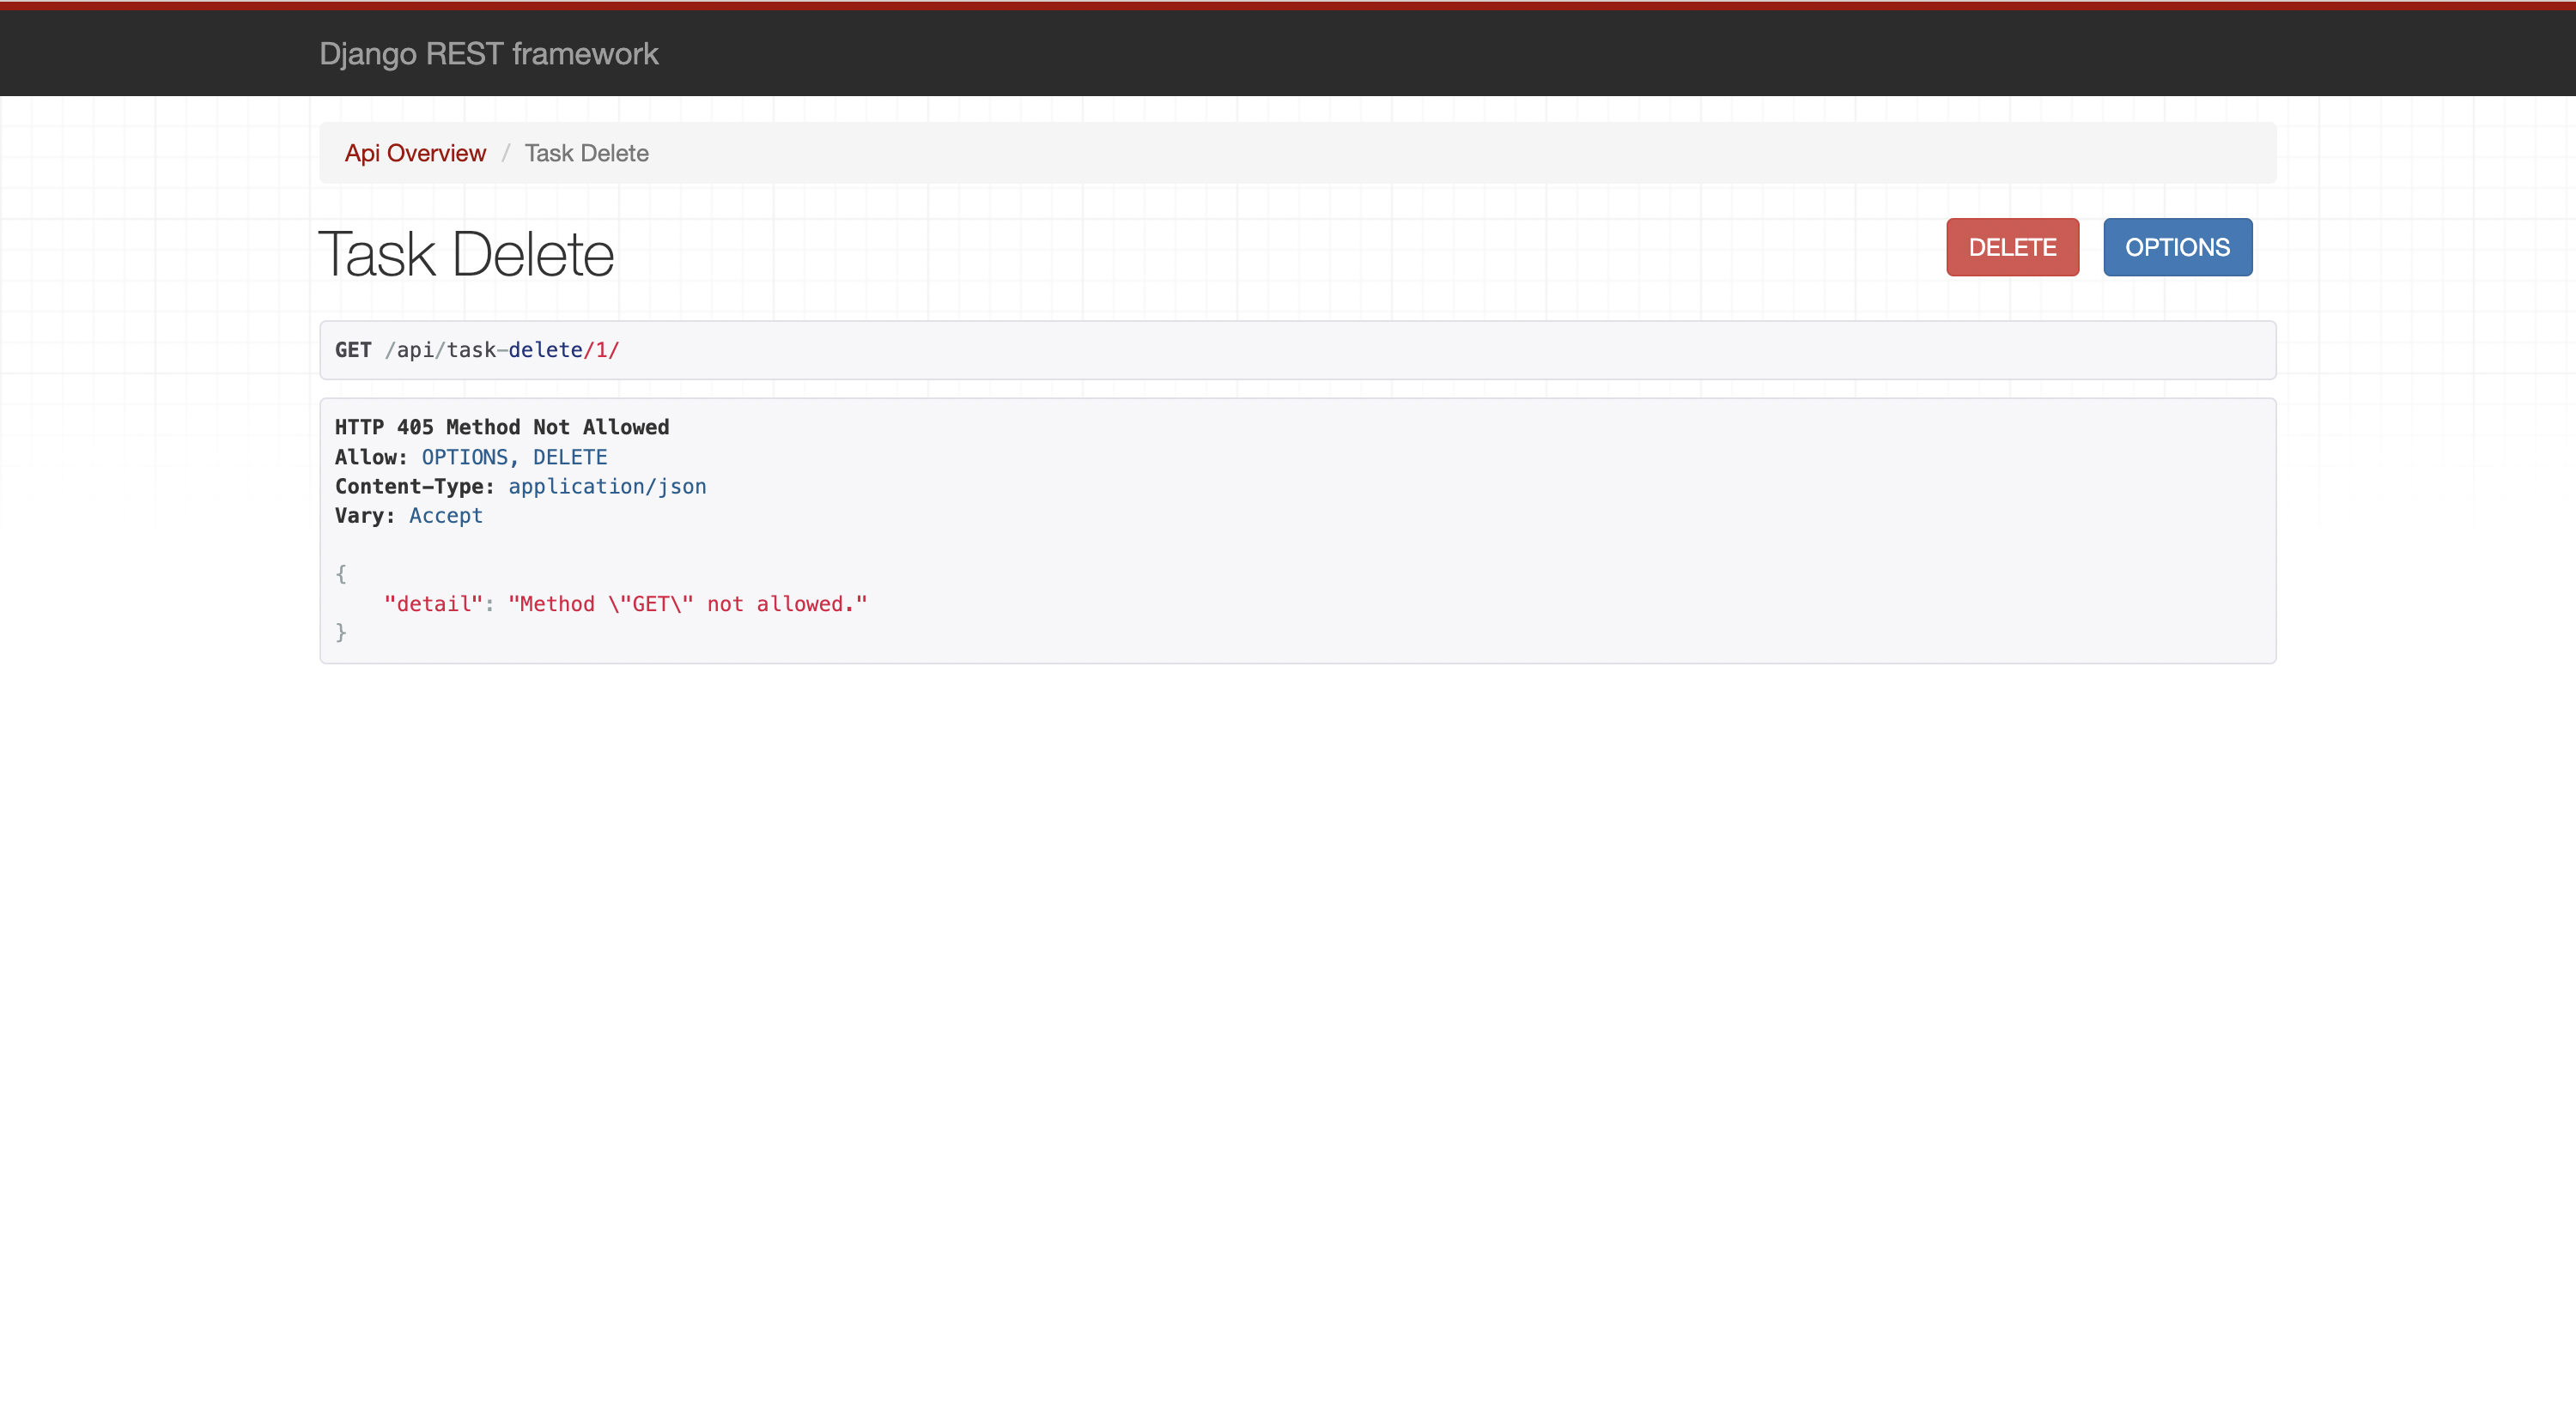 Django REST framework
Api Overview / Task Delete
Task Delete
DELETE
OPTIONS
GET /api/task-delete/1/
HTTP 405 Method Not Allowed
Allow: OPTIONS, DELETE
Content-Type: application/json
Vary: Accept
{
    "detail": "Method \"GET\" not allowed."
}